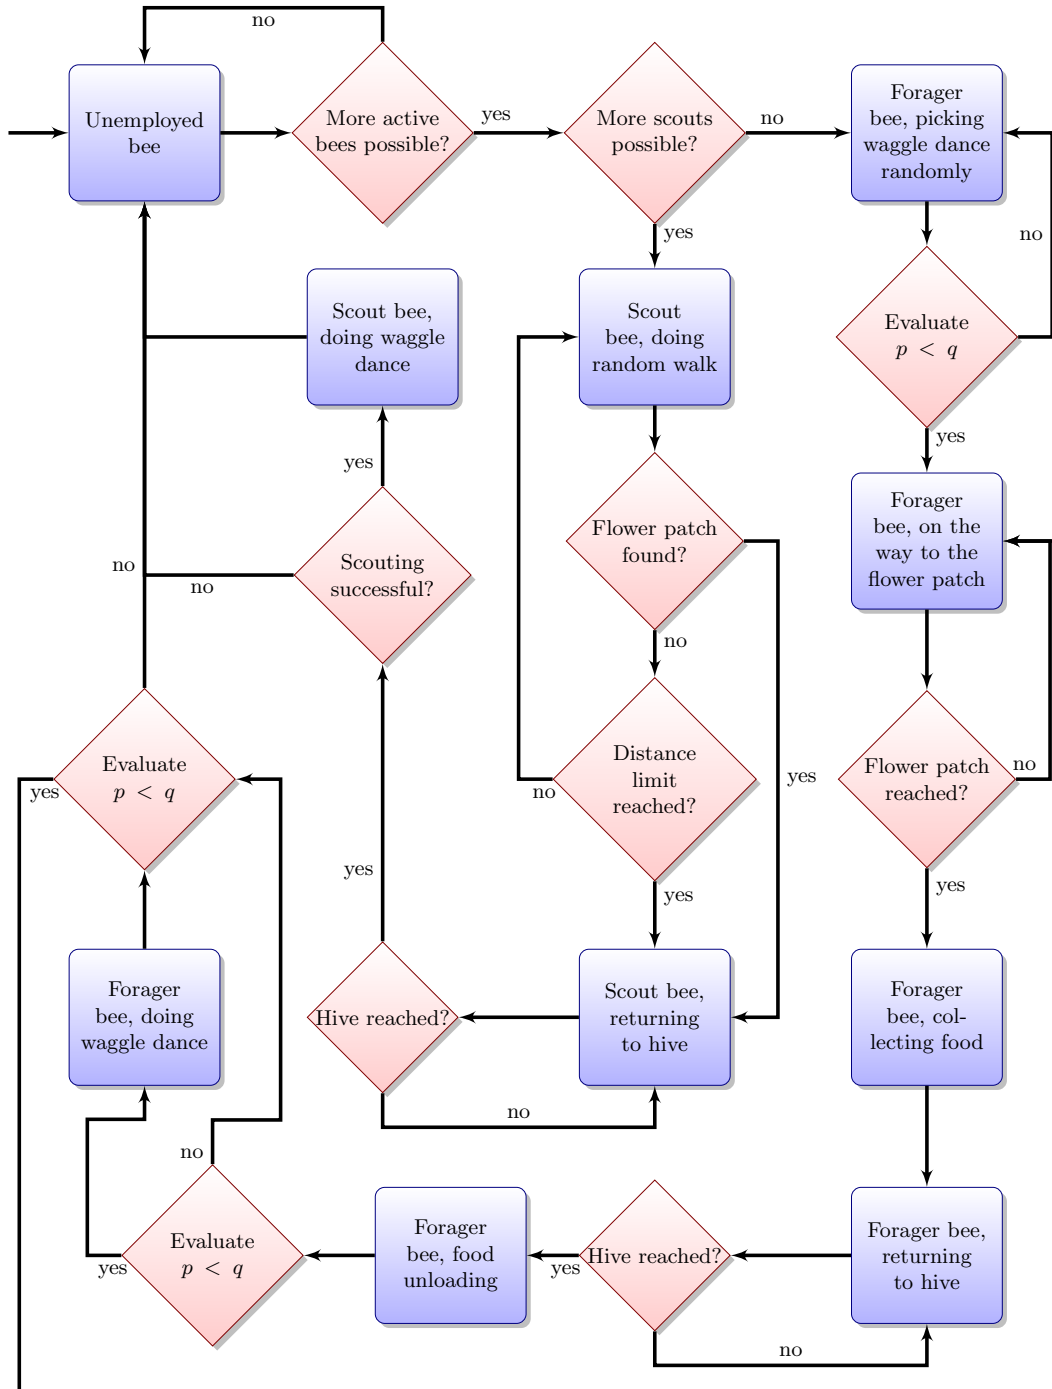 no
Unemployed
bee
More active
bees possible?
yes
More scouts
possible?
no
Forager
bee, picking
waggle dance
randomly
yes
no
Scout bee,
doing waggle
dance
Scout
bee, doing
random walk
Evaluate
p < q
yes
yes
Flower patch
found?
Forager
bee, on the
way to the
flower patch
no
Scouting
successful?
no
no
Evaluate
p < q
yes
Distance
limit
reached?
no
yes
Flower patch
reached?
no
yes
yes
yes
Forager
bee, doing
waggle dance
Hive reached?
Scout bee,
returning
to hive
Forager
bee, col-
lecting food
no
no
Evaluate
p < q
yes
Forager
bee, food
unloading
yes
Hive reached?
Forager bee,
returning
to hive
no